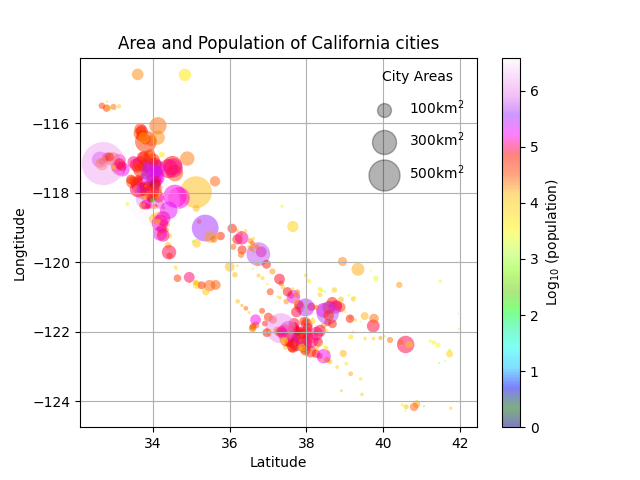 Area and Population of California cities
City Areas
100km²
300km²
500km²
−116
−118
−120
−122
−124
Longtitude
34
36
38
40
42
Latitude
6
5
4
3
2
1
0
Log₁₀ (population)